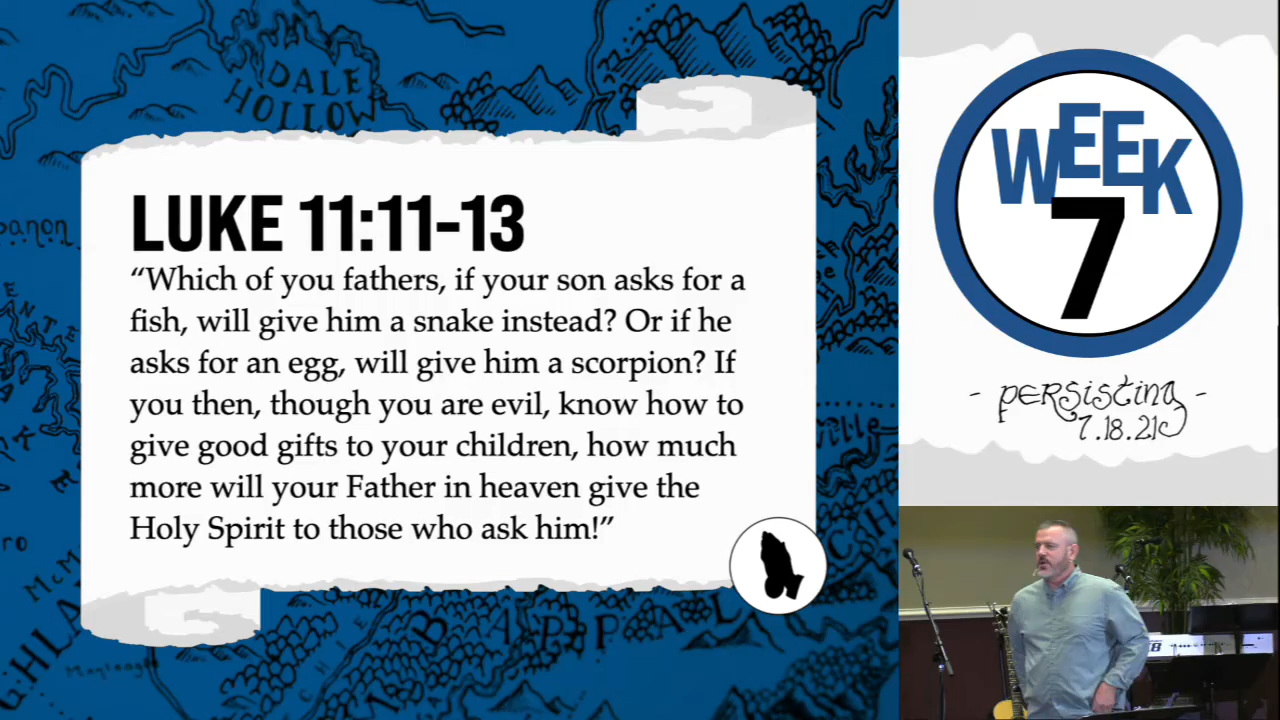 DALE
HOLLOW
LUKE 11:11-13
“Which of you fathers, if your son asks for a
fish, will give him a snake instead? Or if he
asks for an egg, will give him a scorpion? If
you then, though you are evil, know how to
give good gifts to your children, how much
more will your Father in heaven give the
Holy Spirit to those who ask him!”
WEEK
7
- PERSISTING -
7.18.21